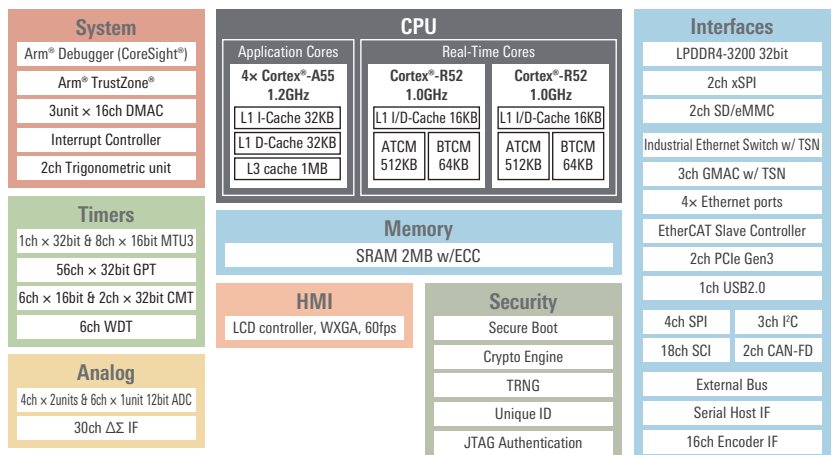 System
Arm® Debugger (CoreSight®)
Arm® TrustZone®
3unit × 16ch DMAC
Interrupt Controller
2ch Trigonometric unit
Timers
1ch × 32bit & 8ch × 16bit MTU3
56ch × 32bit GPT
6ch × 16bit & 2ch × 32bit CMT
6ch WDT
Analog
4ch × 2units & 6ch × 1unit 12bit ADC
30ch ΔΣ IF
CPU
Application Cores
4× Cortex®-A55
1.2GHz
L1 I-Cache 32KB
L1 D-Cache 32KB
L3 cache 1MB
Real-Time Cores
Cortex®-R52
1.0GHz
L1 I/D-Cache 16KB
ATCM
512KB
BTCM
64KB
Cortex®-R52
1.0GHz
L1 I/D-Cache 16KB
ATCM
512KB
BTCM
64KB
Memory
SRAM 2MB w/ECC
HMI
LCD controller, WXGA, 60fps
Security
Secure Boot
Crypto Engine
TRNG
Unique ID
JTAG Authentication
Interfaces
LPDDR4-3200 32bit
2ch xSPI
2ch SD/eMMC
Industrial Ethernet Switch w/ TSN
3ch GMAC w/ TSN
4× Ethernet ports
EtherCAT Slave Controller
2ch PCIe Gen3
1ch USB2.0
4ch SPI
3ch I²C
18ch SCI
2ch CAN-FD
External Bus
Serial Host IF
16ch Encoder IF